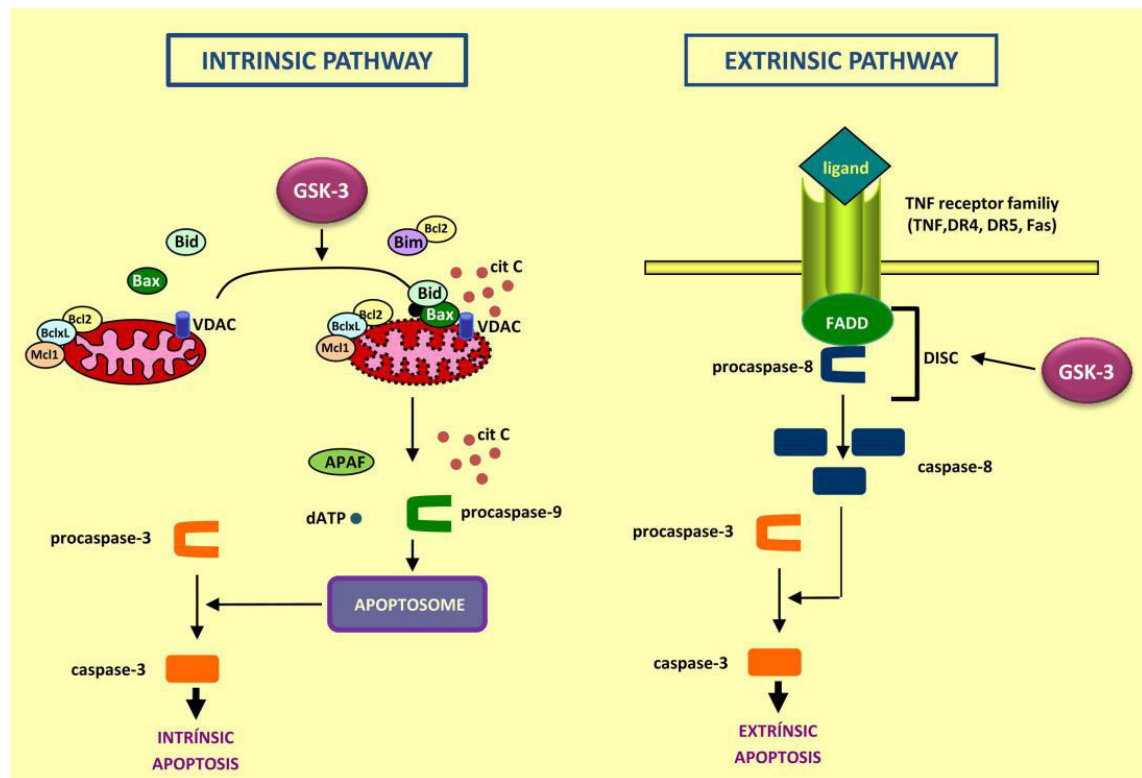 INTRINSIC PATHWAY
GSK-3
Bid
Bim
Bcl2
Bax
cit C
Bid
Bax
VDAC
Bcl2
BclxL
Mcl1
VDAC
Bcl2
BclxL
Mcl1
cit C
APAF
dATP
procaspase-9
procaspase-3
APOPTOSOME
caspase-3
INTRÍNSIC
APOPTOSIS
EXTRINSIC PATHWAY
ligand
TNF receptor familiy
(TNF,DR4, DR5, Fas)
FADD
procaspase-8
DISC
GSK-3
caspase-8
procaspase-3
caspase-3
EXTRÍNSIC
APOPTOSIS